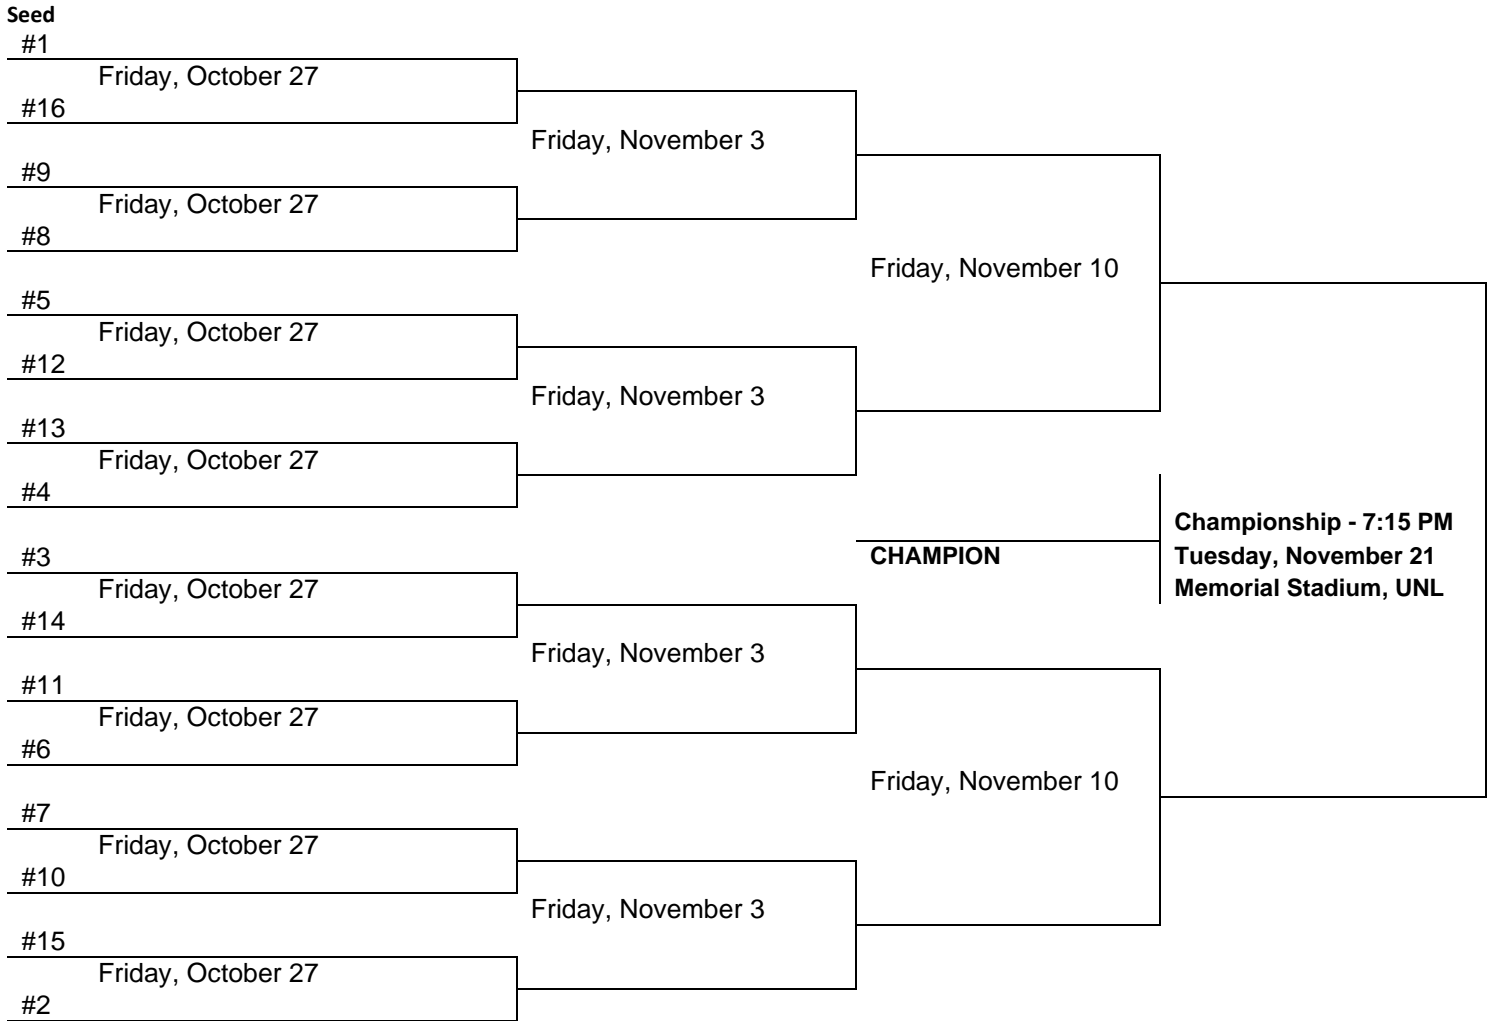 Seed
#1
Friday, October 27
#16
Friday, November 3
#9
Friday, October 27
#8
Friday, November 10
#5
Friday, October 27
#12
Friday, November 3
#13
Friday, October 27
#4
Championship - 7:15 PM
#3
CHAMPION
Tuesday, November 21
Friday, October 27
Memorial Stadium, UNL
#14
Friday, November 3
#11
Friday, October 27
#6
Friday, November 10
#7
Friday, October 27
#10
Friday, November 3
#15
Friday, October 27
#2